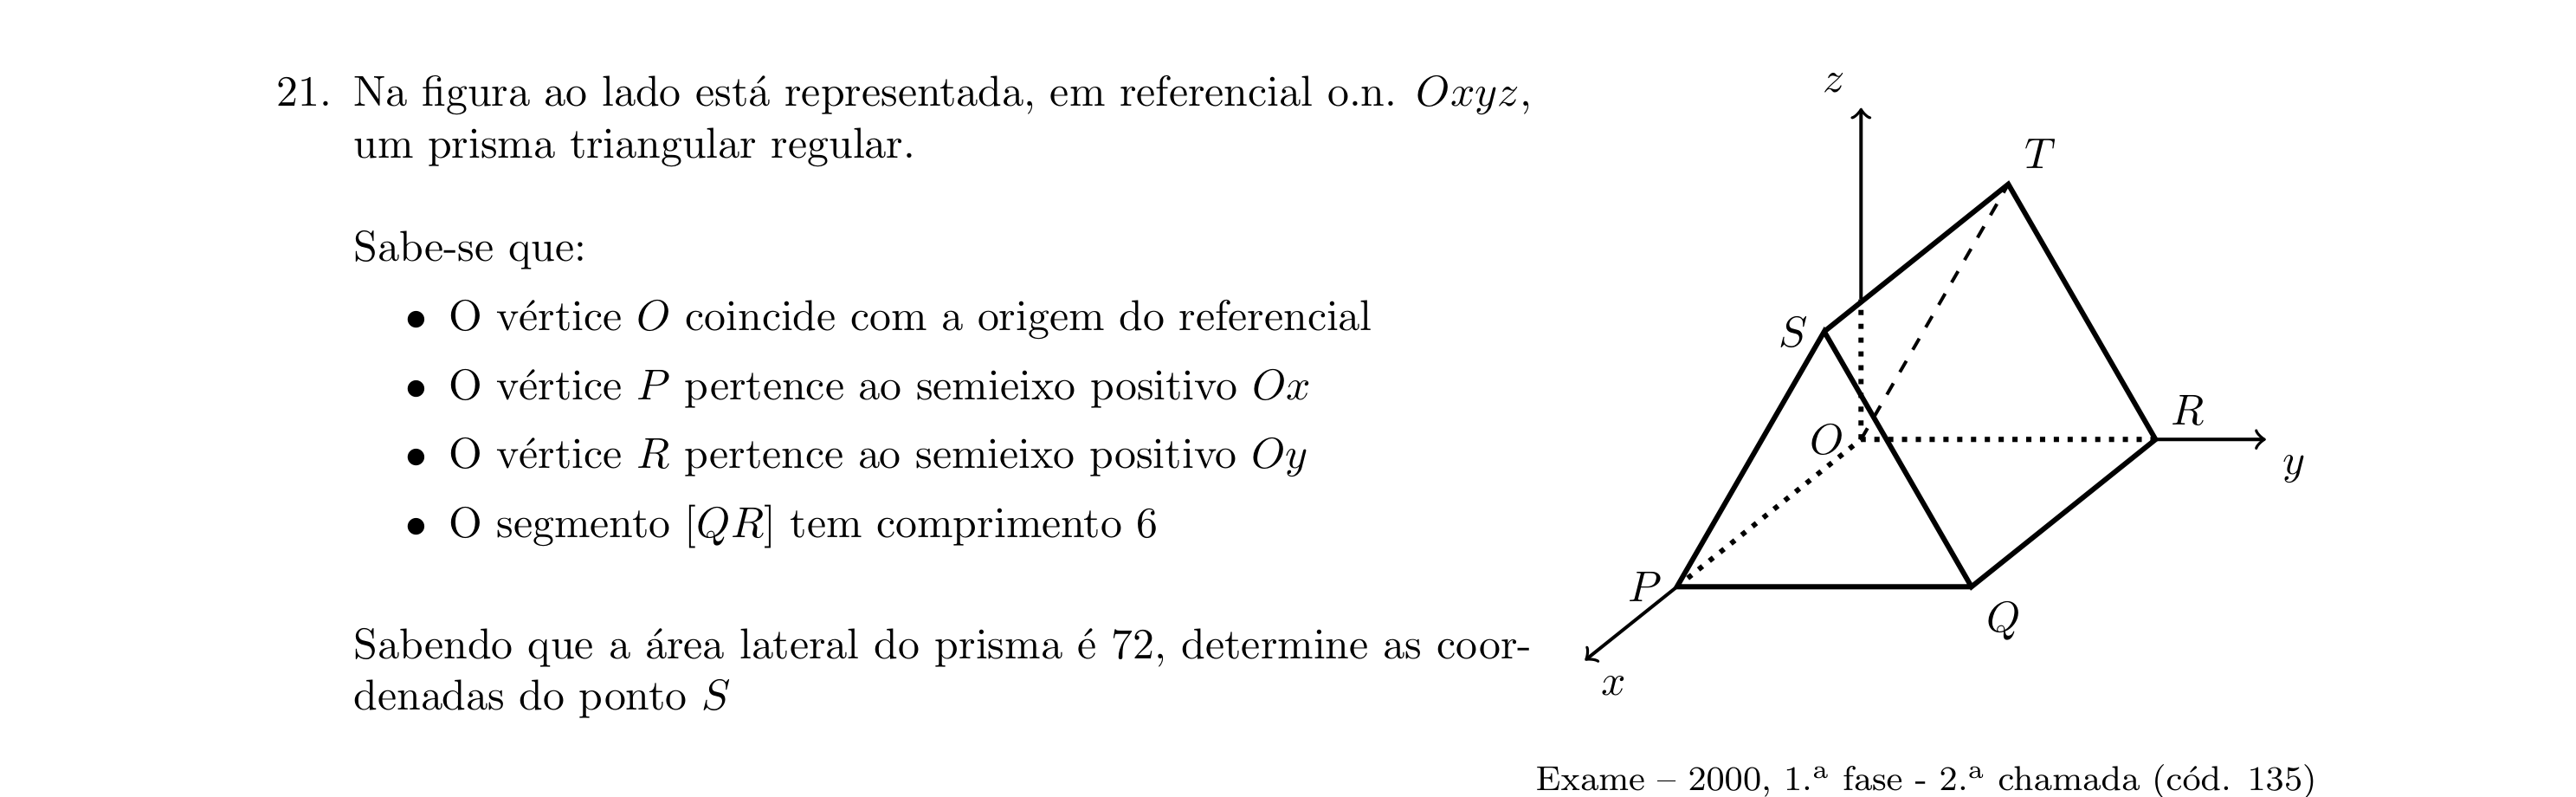 21. Na figura ao lado está representada, em referencial o.n. Oxyz,
um prisma triangular regular.
Sabe-se que:
• O vértice O coincide com a origem do referencial
• O vértice P pertence ao semieixo positivo Ox
• O vértice R pertence ao semieixo positivo Oy
• O segmento [QR] tem comprimento 6
Sabendo que a área lateral do prisma é 72, determine as coor-
denadas do ponto S
z
T
S
R
O
y
P
Q
x
Exame – 2000, 1.ª fase - 2.ª chamada (cód. 135)